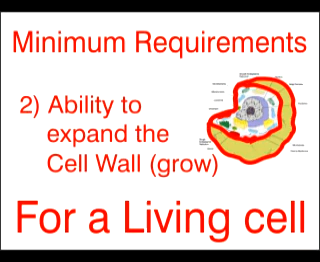 Minimum Requirements
2) Ability to
expand the
Cell Wall (grow)
For a Living cell